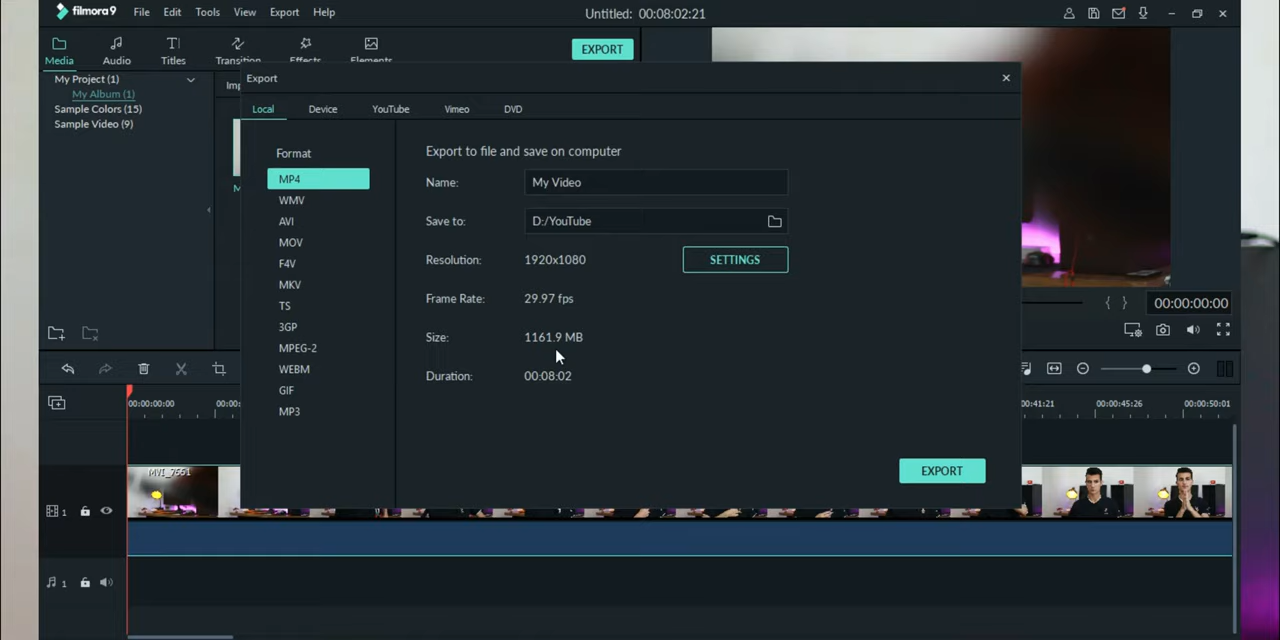 filmora9 File Edit Tools View Export Help Untitled: 00:08:02:21
Media Audio Titles Transition Effects Elements EXPORT
My Project (1)
My Album (1)
Sample Colors (15)
Sample Video (9)
Export
Local Device YouTube Vimeo DVD
Format
MP4
WMV
AVI
MOV
F4V
MKV
TS
3GP
MPEG-2
WEBM
GIF
MP3
Export to file and save on computer
Name: My Video
Save to: D:/YouTube
Resolution: 1920x1080 SETTINGS
Frame Rate: 29.97 fps
Size: 1161.9 MB
Duration: 00:08:02
EXPORT
00:00:00:00
00:00:00:00 00:00: :41:21 00:00:45:26 00:00:50:01
MVI_7551
1
1